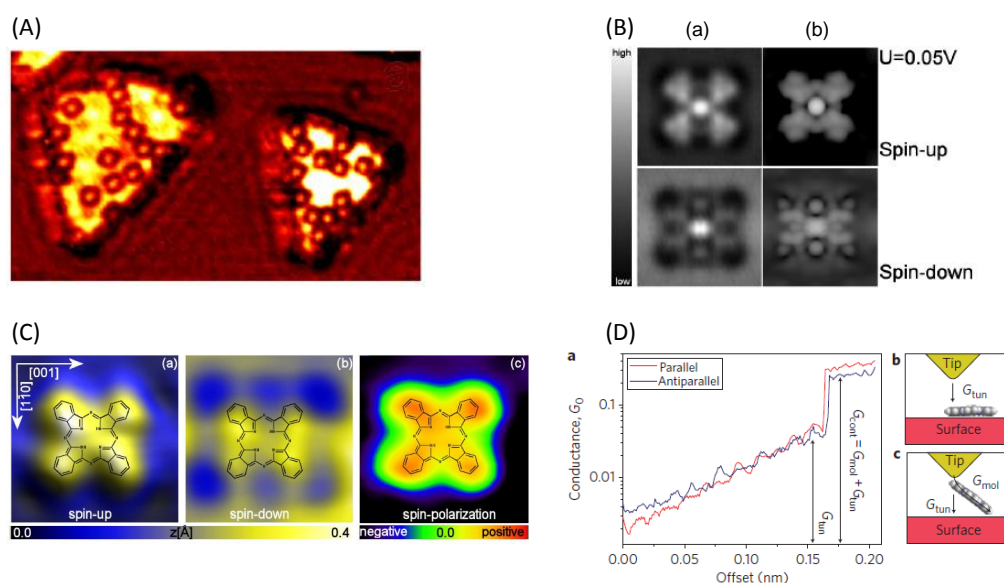 (A)
(B)
(a)
(b)
high
low
U=0.05V
Spin-up
Spin-down
(C)
(a)
[001]
[1̄10]
spin-up
(b)
spin-down
(c)
spin-polarization
0.0
z[Å]
0.4
negative
0.0
positive
(D)
a
Parallel
Antiparallel
Conductance, G₀
0.1
0.01
0.00
0.05
0.10
0.15
0.20
Offset (nm)
Gtun
Gcont = Gmol + Gtun
b
Tip
Gtun
Surface
c
Tip
Gmol
Gtun
Surface